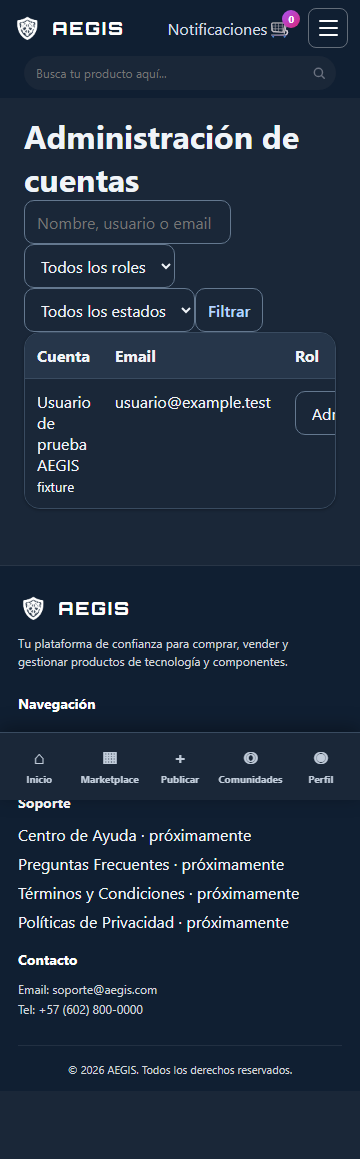 AEGIS
Notificaciones
0
Busca tu producto aquí...
Administración de
cuentas
Nombre, usuario o email
Todos los roles
Todos los estados
Filtrar
Cuenta Email Rol
Usuario
de
prueba
AEGIS
fixture
usuario@example.test
Adr
AEGIS
Tu plataforma de confianza para comprar, vender y
gestionar productos de tecnología y componentes.
Navegación
Inicio Marketplace Publicar Comunidades Perfil
Soporte
Centro de Ayuda · próximamente
Preguntas Frecuentes · próximamente
Términos y Condiciones · próximamente
Políticas de Privacidad · próximamente
Contacto
Email: soporte@aegis.com
Tel: +57 (602) 800-0000
© 2026 AEGIS. Todos los derechos reservados.